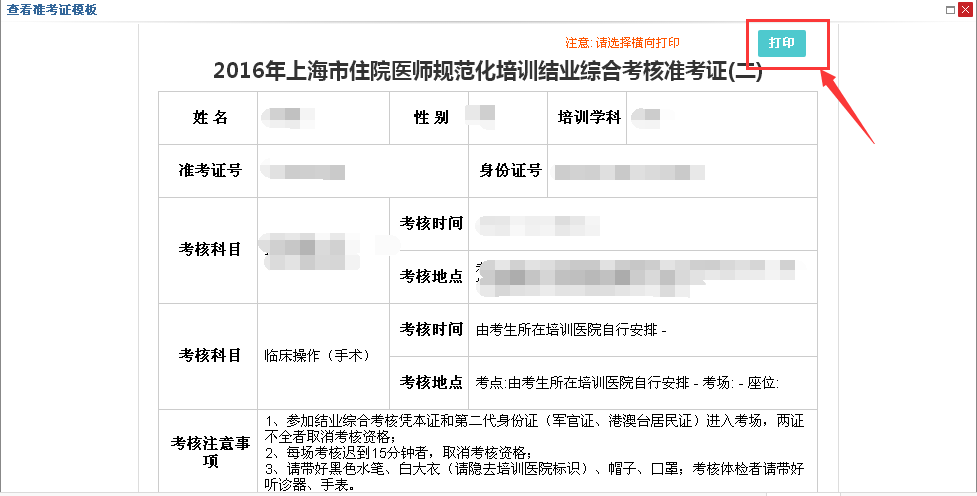 查看准考证模板
注意: 请选择横向打印
打印
2016年上海市住院医师规范化培训结业综合考核准考证(二)
姓 名
性 别
培训学科
准考证号
身份证号
考核科目
考核时间
考核地点
考核科目
临床操作（手术）
考核时间
由考生所在培训医院自行安排 -
考核地点
考点:由考生所在培训医院自行安排 - 考场: - 座位:
考核注意事
项
1、参加结业综合考核凭本证和第二代身份证（军官证、港澳台居民证）进入考场，两证
不全者取消考核资格；
2、每场考核迟到15分钟者，取消考核资格；
3、请带好黑色水笔、白大衣（请隐去培训医院标识）、帽子、口罩；考核体检者请带好
听诊器、手表。